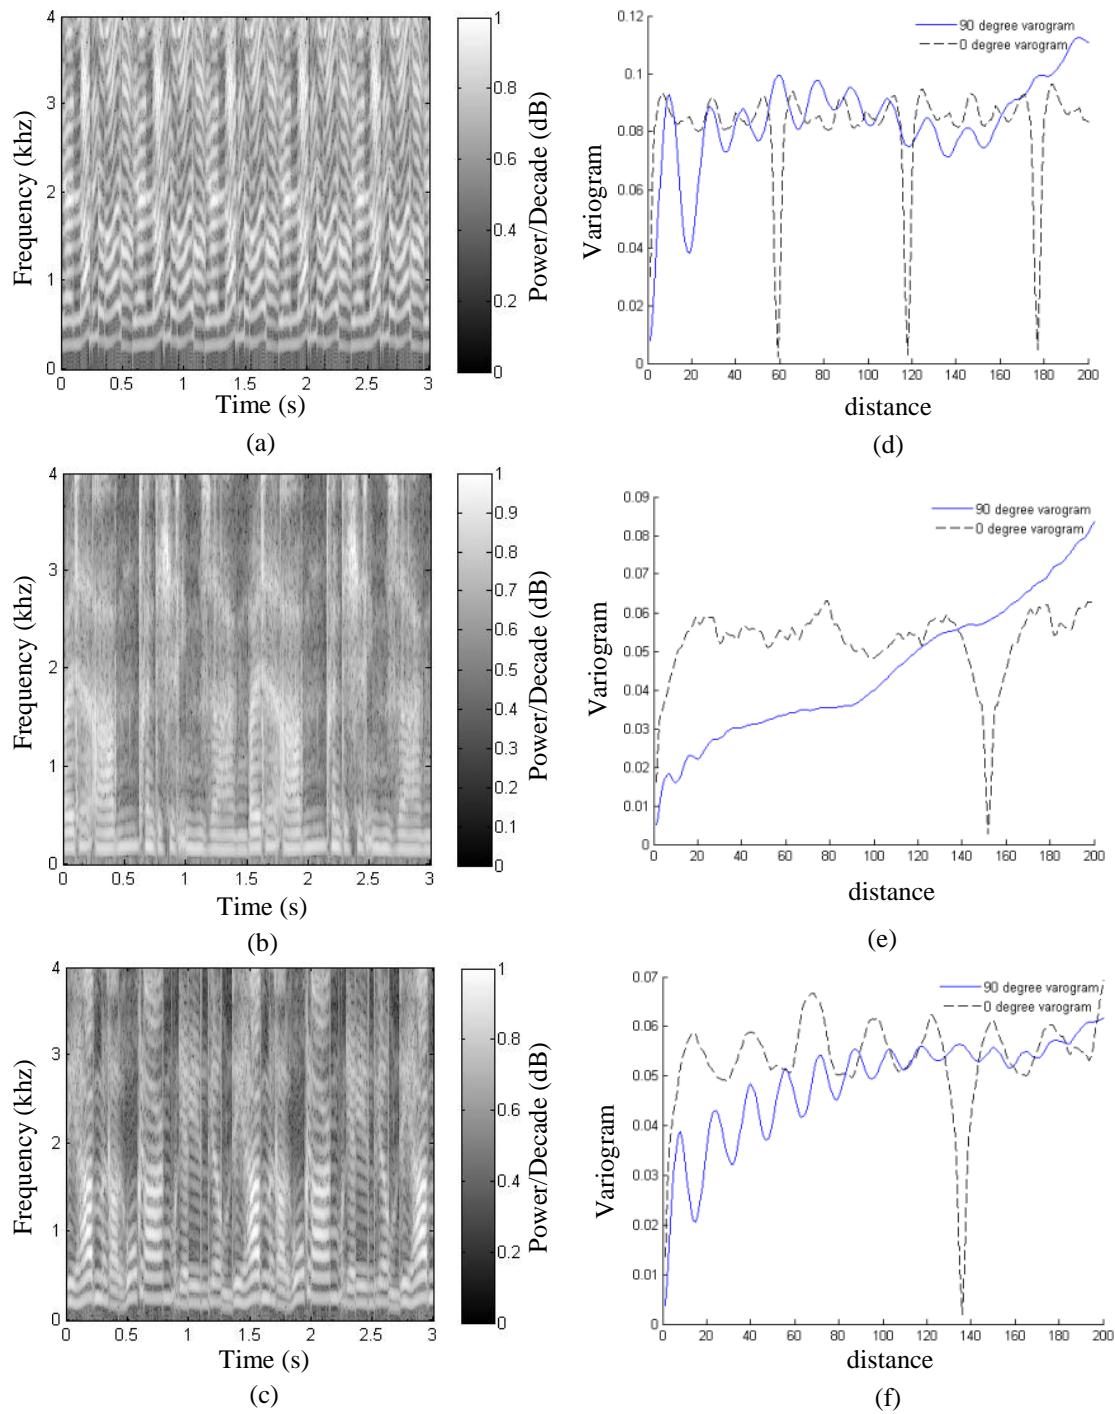 4
3
2
1
0
Frequency (khz)
0 0.5 1 1.5 2 2.5 3
Time (s)
(a)
1
0.8
0.6
0.4
0.2
0
Power/Decade (dB)
0.12
0.1
0.08
0.06
0.04
0.02
0
Variogram
90 degree varogram
0 degree varogram
0 20 40 60 80 100 120 140 160 180 200
distance
(d)
4
3
2
1
0
Frequency (khz)
0 0.5 1 1.5 2 2.5 3
Time (s)
(b)
1
0.9
0.8
0.7
0.6
0.5
0.4
0.3
0.2
0.1
0
Power/Decade (dB)
0.09
0.08
0.07
0.06
0.05
0.04
0.03
0.02
0.01
0
Variogram
90 degree varogram
0 degree varogram
0 20 40 60 80 100 120 140 160 180 200
distance
(e)
4
3
2
1
0
Frequency (khz)
0 0.5 1 1.5 2 2.5 3
Time (s)
(c)
1
0.8
0.6
0.4
0.2
0
Power/Decade (dB)
0.07
0.06
0.05
0.04
0.03
0.02
0.01
0
Variogram
90 degree varogram
0 degree varogram
0 20 40 60 80 100 120 140 160 180 200
distance
(f)